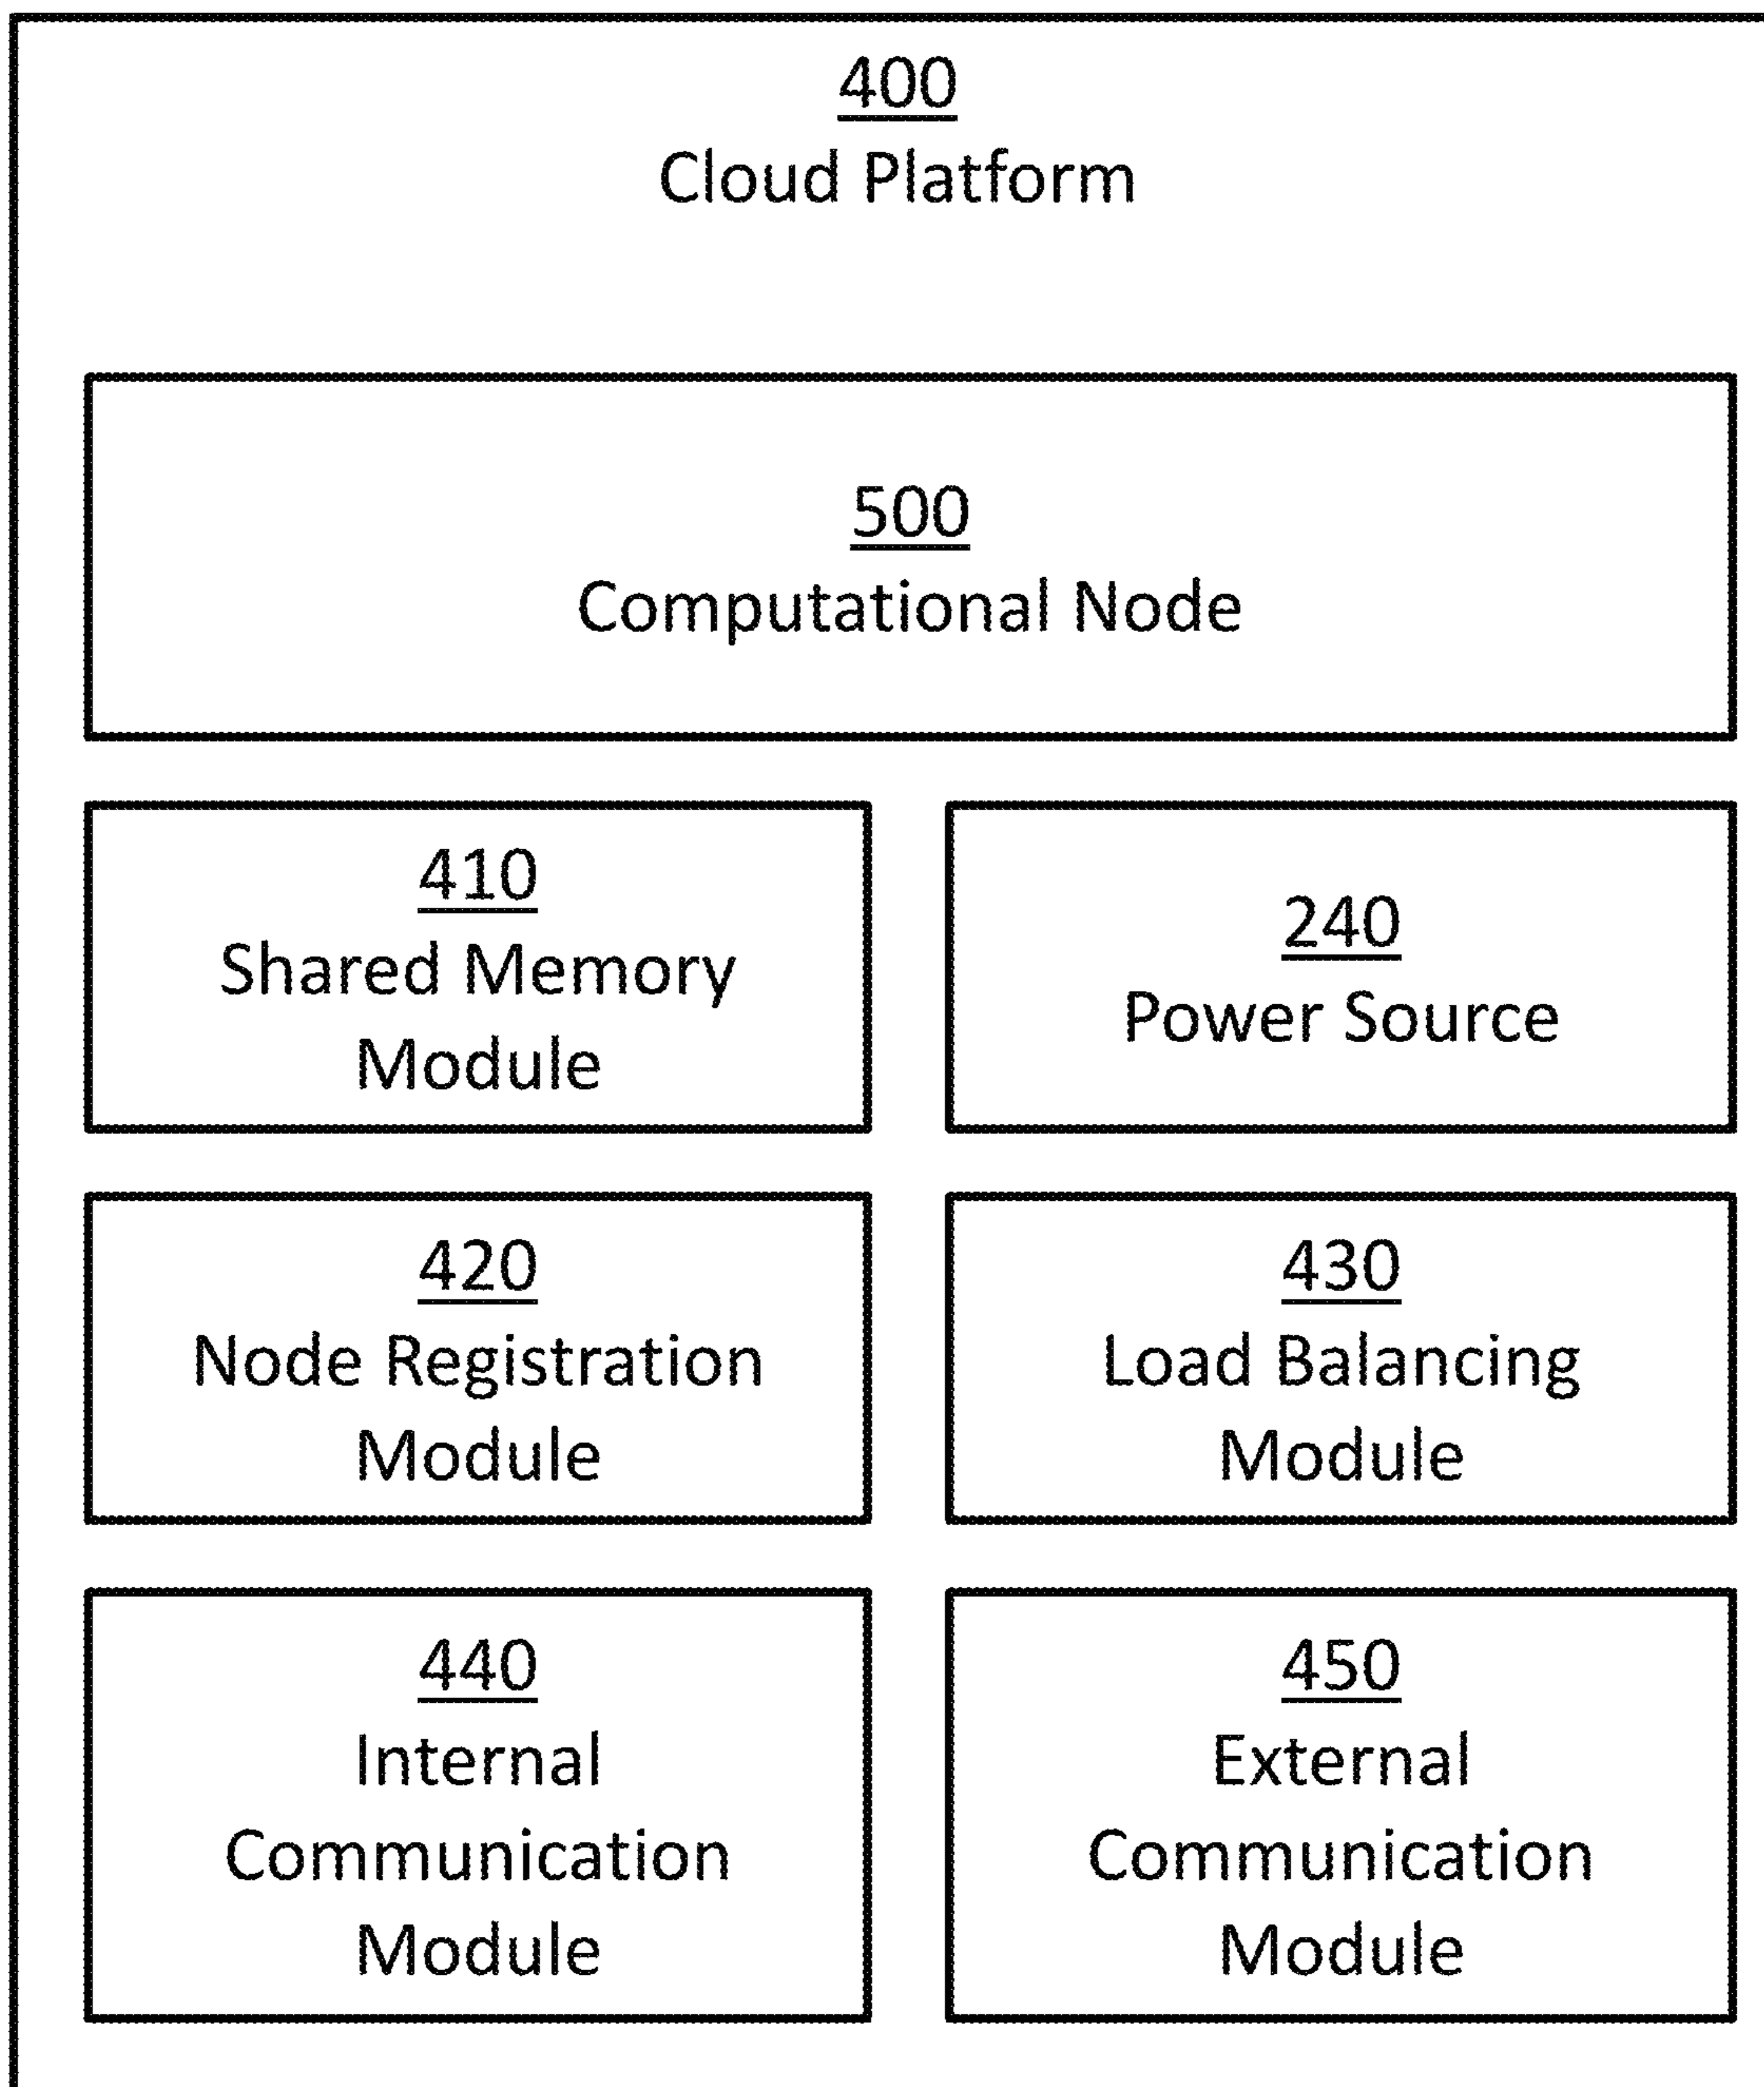 400
Cloud Platform
500
Computational Node
410
Shared Memory
Module
240
Power Source
420
Node Registration
Module
430
Load Balancing
Module
440
Internal
Communication
Module
450
External
Communication
Module